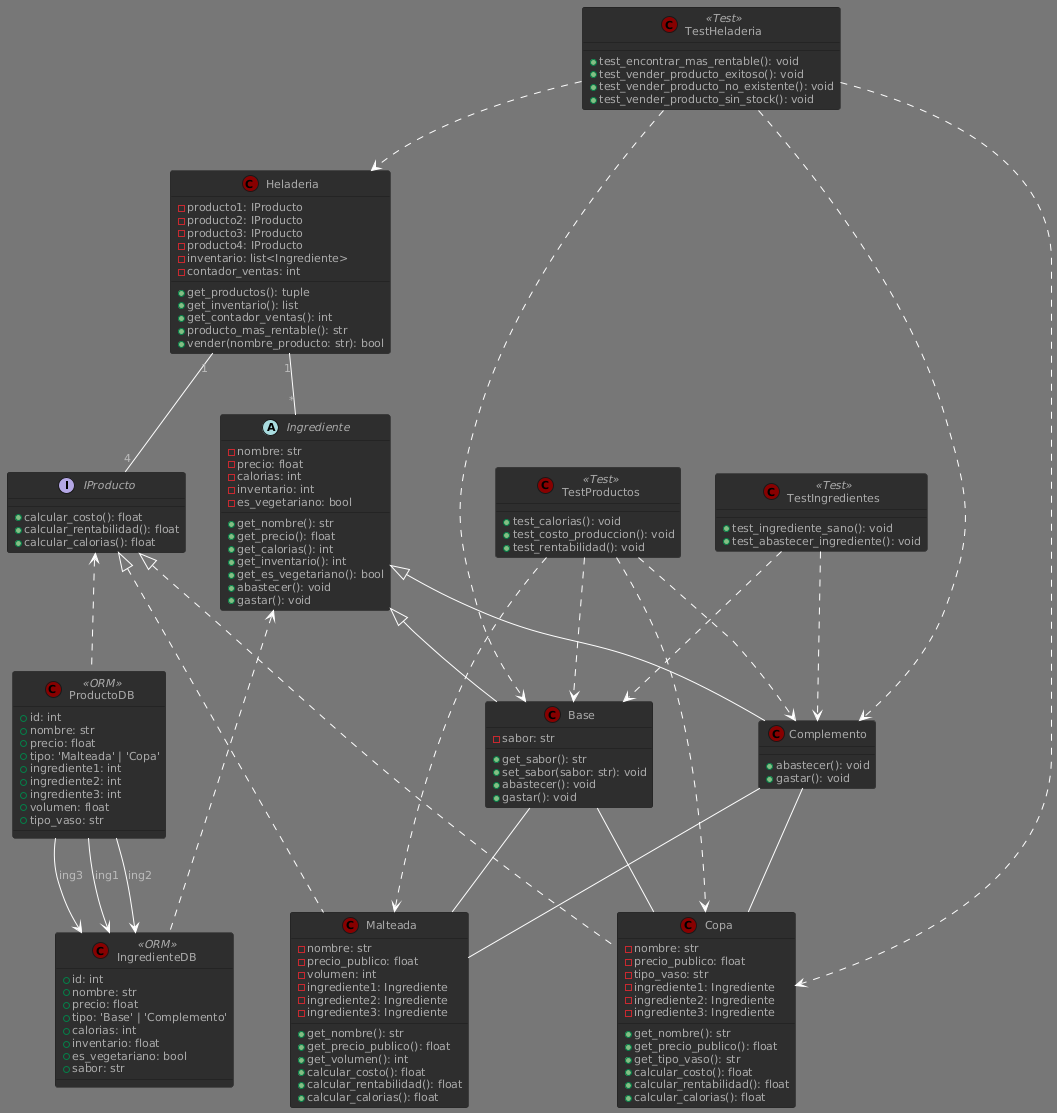 C
«Test»
TestHeladeria
test_encontrar_mas_rentable(): void
test_vender_producto_exitoso(): void
test_vender_producto_no_existente(): void
test_vender_producto_sin_stock(): void
C Heladeria
producto1: IProducto
producto2: IProducto
producto3: IProducto
producto4: IProducto
inventario: list<Ingrediente>
contador_ventas: int
get_productos(): tuple
get_inventario(): list
get_contador_ventas(): int
producto_mas_rentable(): str
vender(nombre_producto: str): bool
1
1
4
*
I IProducto
calcular_costo(): float
calcular_rentabilidad(): float
calcular_calorias(): float
A Ingrediente
nombre: str
precio: float
calorias: int
inventario: int
es_vegetariano: bool
get_nombre(): str
get_precio(): float
get_calorias(): int
get_inventario(): int
get_es_vegetariano(): bool
abastecer(): void
gastar(): void
C
«Test»
TestProductos
test_calorias(): void
test_costo_produccion(): void
test_rentabilidad(): void
C
«Test»
TestIngredientes
test_ingrediente_sano(): void
test_abastecer_ingrediente(): void
C
«ORM»
ProductoDB
id: int
nombre: str
precio: float
tipo: 'Malteada' | 'Copa'
ingrediente1: int
ingrediente2: int
ingrediente3: int
volumen: float
tipo_vaso: str
C Base
sabor: str
get_sabor(): str
set_sabor(sabor: str): void
abastecer(): void
gastar(): void
C Complemento
abastecer(): void
gastar(): void
ing3
ing1
ing2
C
«ORM»
IngredienteDB
id: int
nombre: str
precio: float
tipo: 'Base' | 'Complemento'
calorias: int
inventario: float
es_vegetariano: bool
sabor: str
C Malteada
nombre: str
precio_publico: float
volumen: int
ingrediente1: Ingrediente
ingrediente2: Ingrediente
ingrediente3: Ingrediente
get_nombre(): str
get_precio_publico(): float
get_volumen(): int
calcular_costo(): float
calcular_rentabilidad(): float
calcular_calorias(): float
C Copa
nombre: str
precio_publico: float
tipo_vaso: str
ingrediente1: Ingrediente
ingrediente2: Ingrediente
ingrediente3: Ingrediente
get_nombre(): str
get_precio_publico(): float
get_tipo_vaso(): str
calcular_costo(): float
calcular_rentabilidad(): float
calcular_calorias(): float